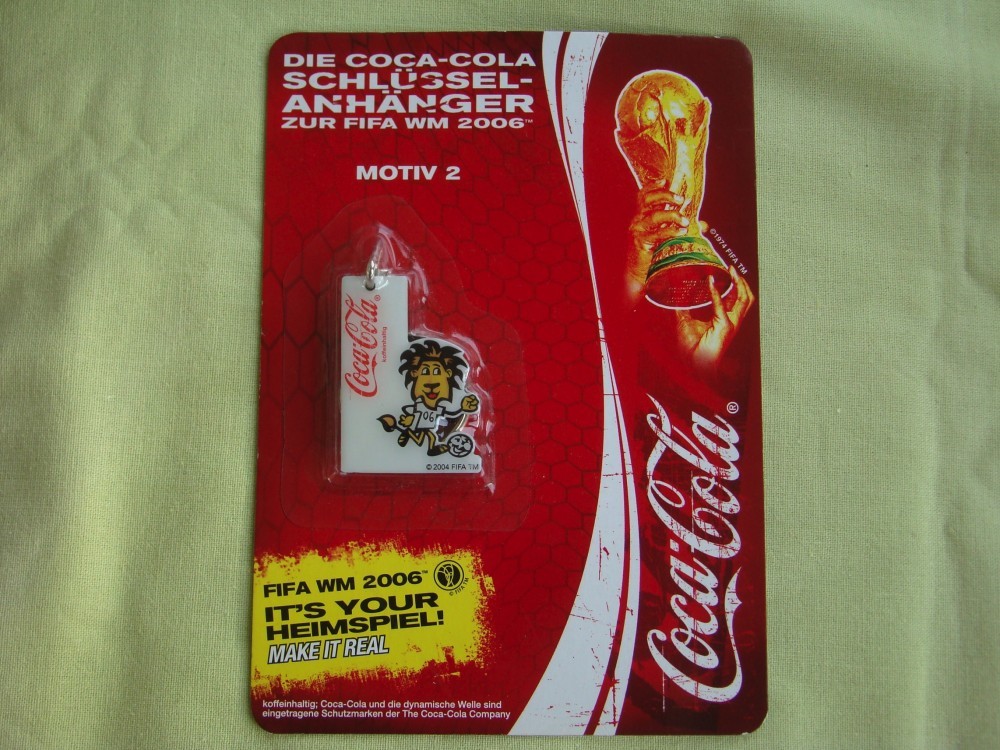 DIE COCA-COLA
SCHLÜSSEL-
ANHÄNGER
ZUR FIFA WM 2006™
MOTIV 2
©1974 FIFA TM
Coca-Cola®
koffeinhaltig
06
© 2004 FIFA TM
Coca-Cola®
FIFA WM 2006™
© FIFA TM
IT'S YOUR
HEIMSPIEL!
MAKE IT REAL
koffeinhaltig; Coca-Cola und die dynamische Welle sind
eingetragene Schutzmarken der The Coca-Cola Company